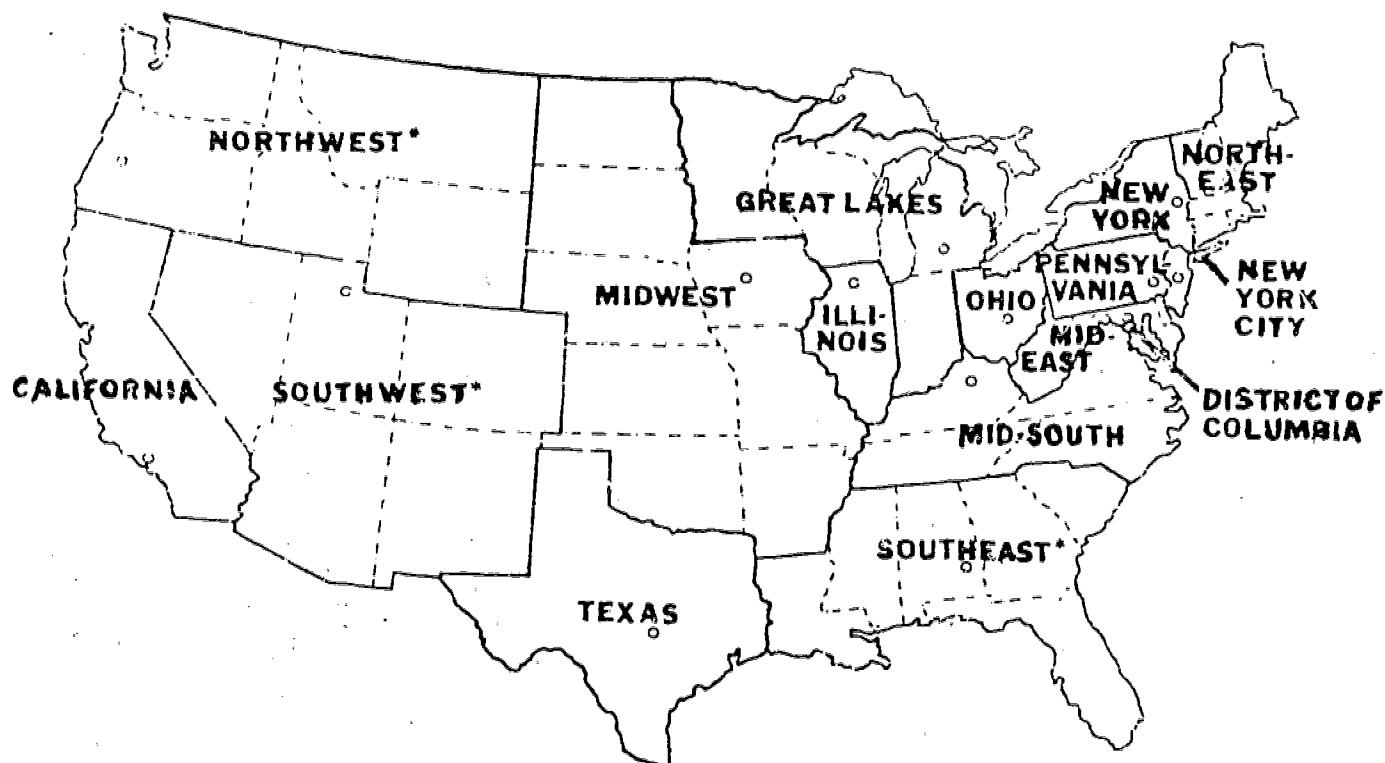 NORTHWEST*
NORTH-
EAST
GREAT LAKES
NEW
YORK
PENNSYL-
VANIA
NEW
YORK
CITY
MIDWEST
ILLI-
NOIS
OHIO
MID-
EAST
CALIFORNIA
SOUTHWEST*
DISTRICT OF
COLUMBIA
MID-SOUTH
SOUTHEAST*
TEXAS